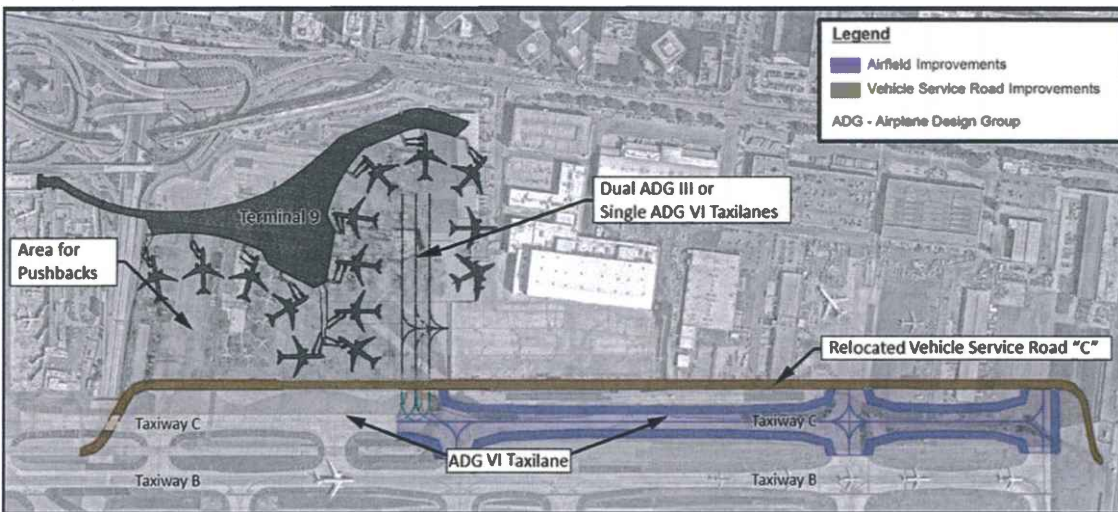 Legend
Airfield Improvements
Vehicle Service Road Improvements
ADG - Airplane Design Group
Dual ADG III or
Single ADG VI Taxilanes
Terminal 9
Area for
Pushbacks
Relocated Vehicle Service Road "C"
Taxiway C
Taxiway C
ADG VI Taxilane
Taxiway B
Taxiway B